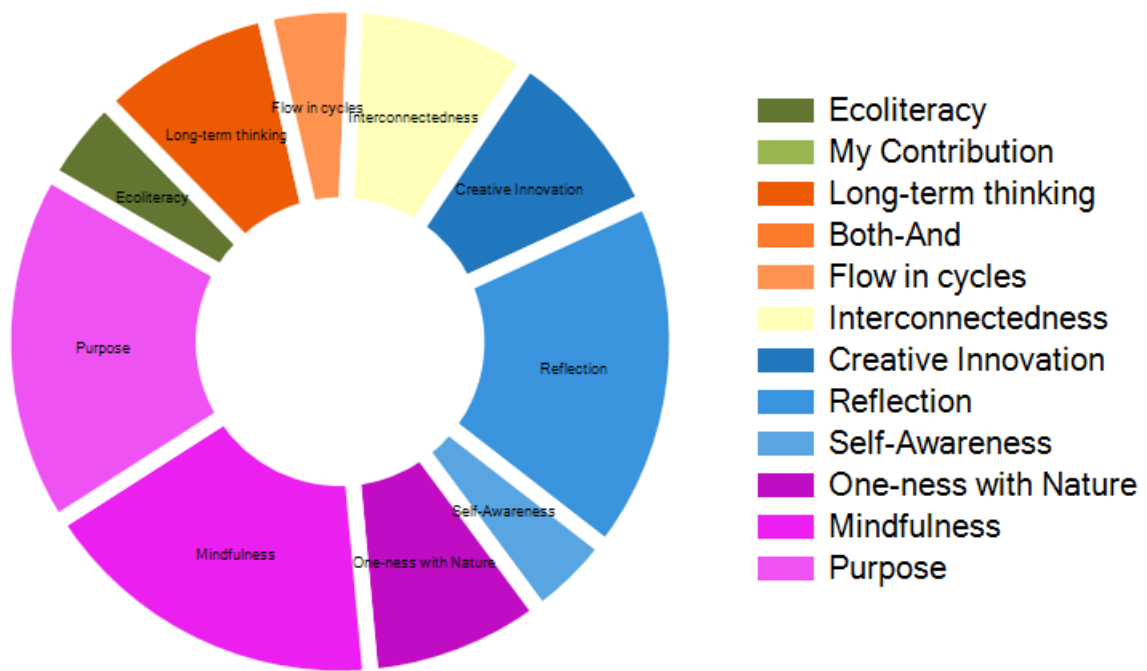 Flow in cycles
Interconnectedness
Long-term thinking
Creative Innovation
Ecoliteracy
Purpose
Reflection
Self-Awareness
Mindfulness
One-ness with Nature
Ecoliteracy
My Contribution
Long-term thinking
Both-And
Flow in cycles
Interconnectedness
Creative Innovation
Reflection
Self-Awareness
One-ness with Nature
Mindfulness
Purpose